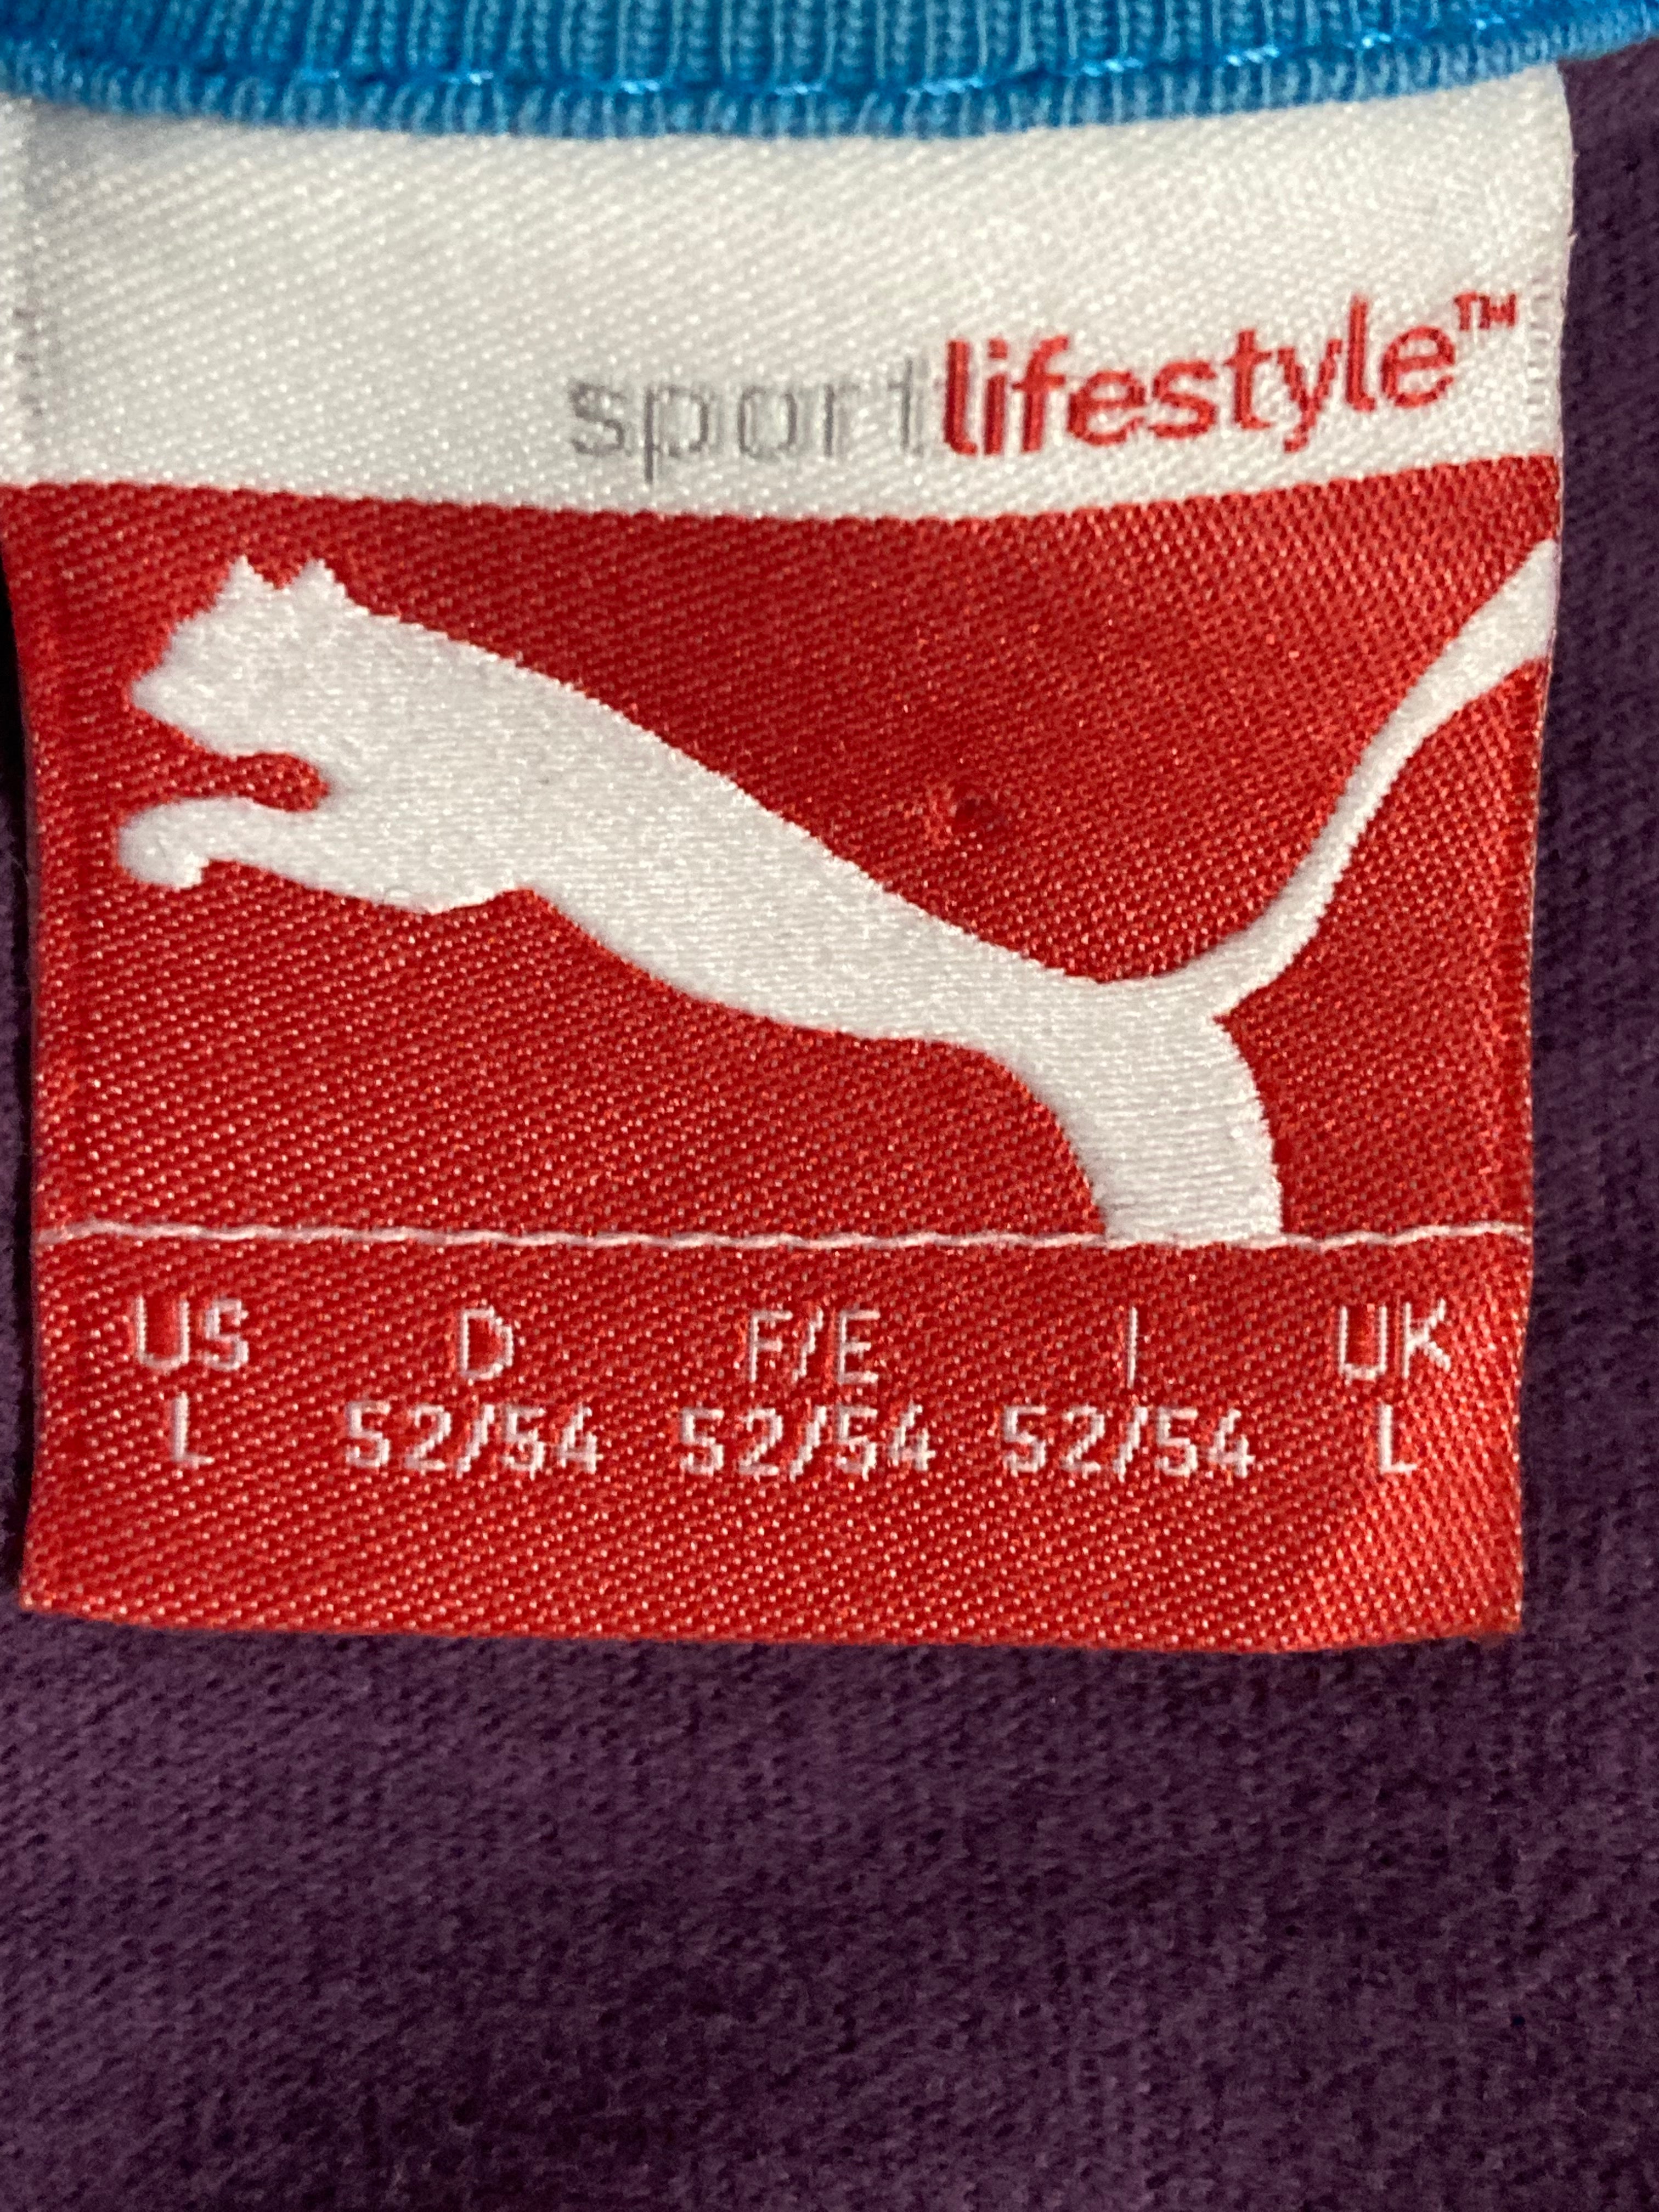 sportlifestyle™
US D F/E I UK
L 52/54 52/54 52/54 L